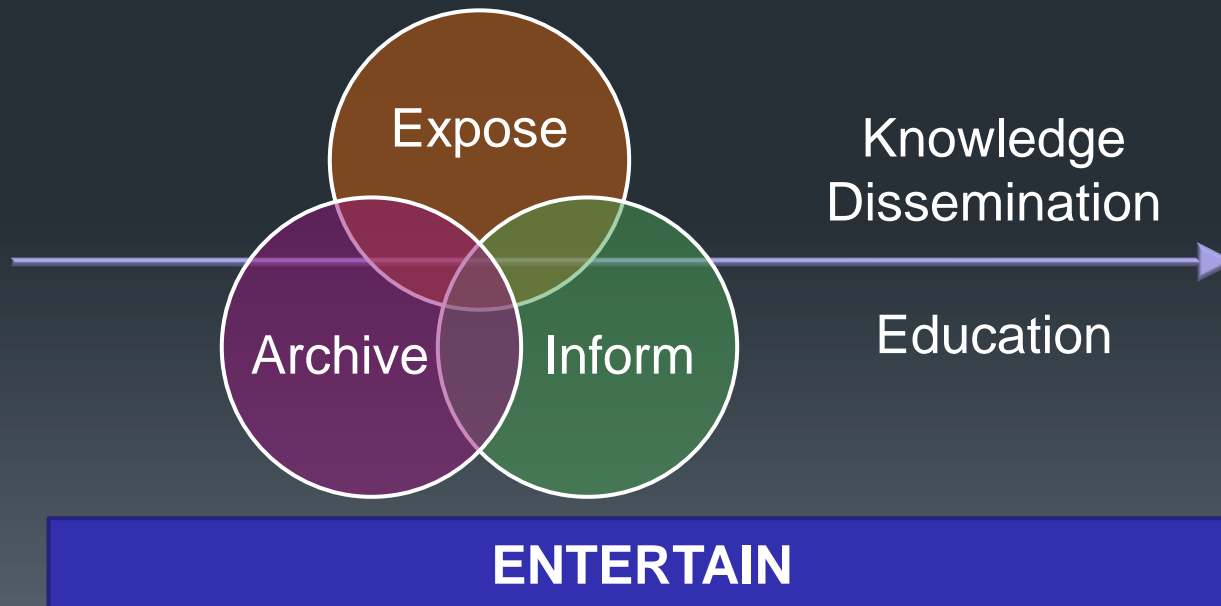 Expose
Archive
Inform
Knowledge
Dissemination
Education
ENTERTAIN